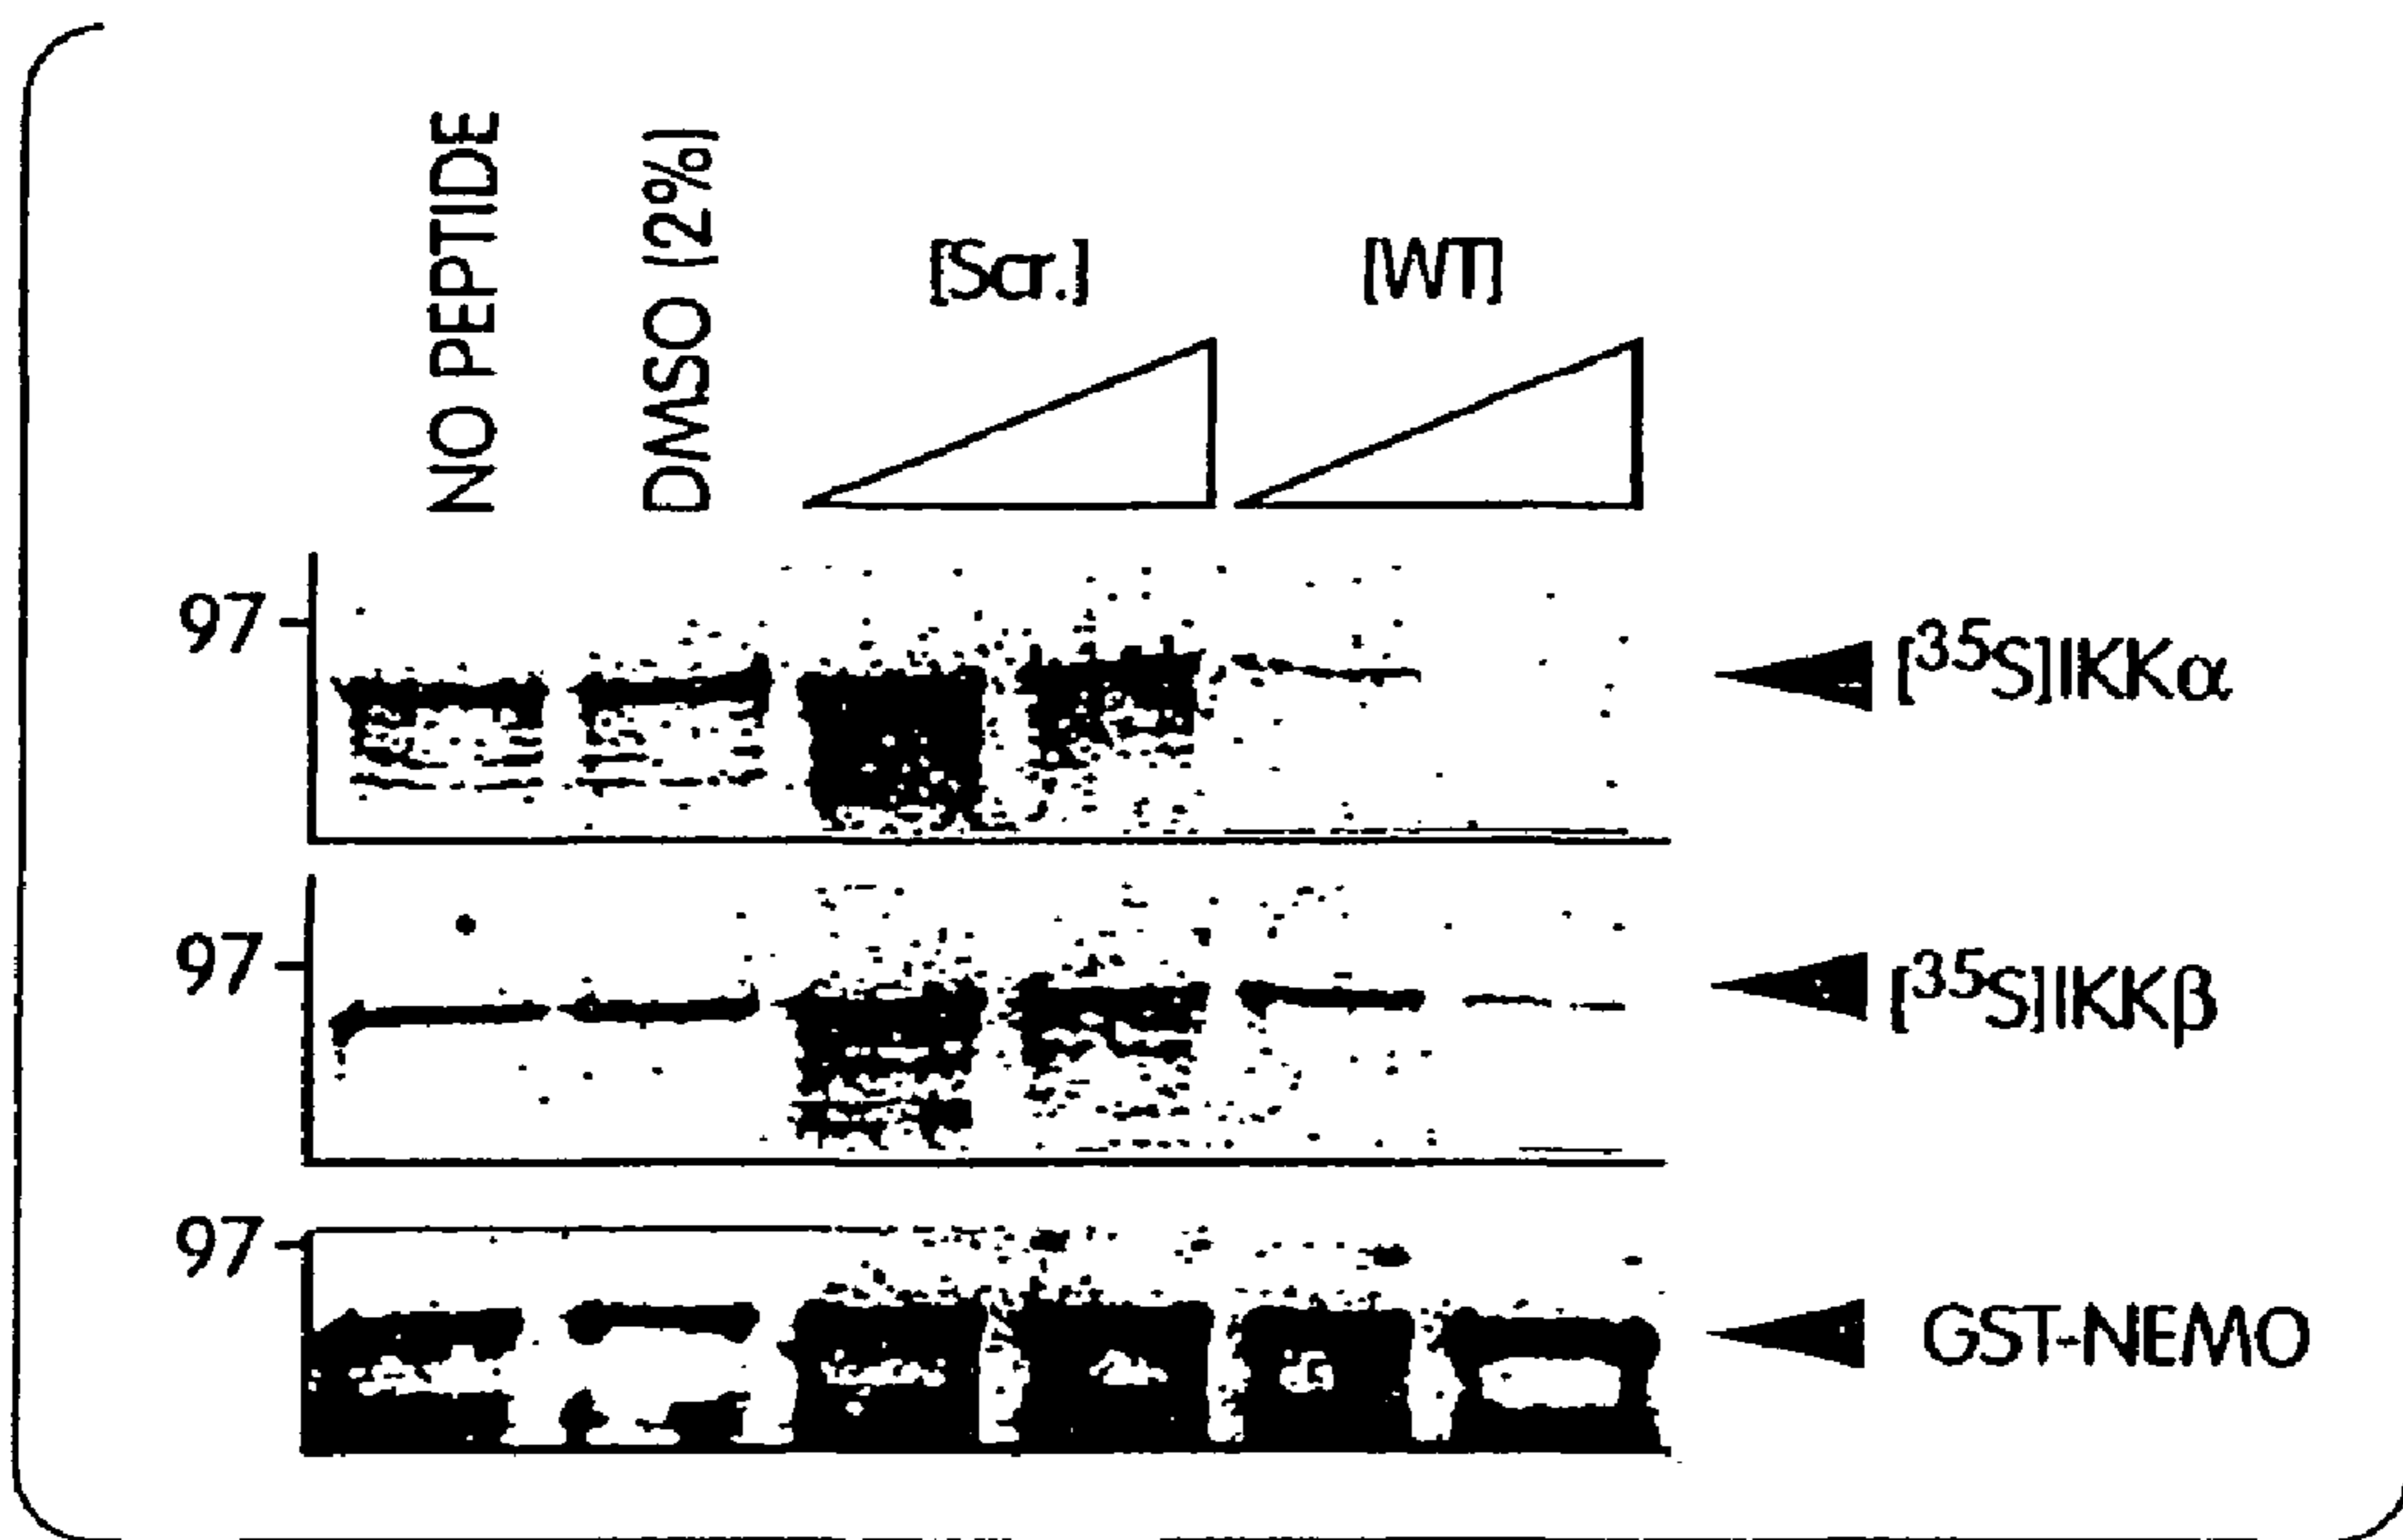 NO PEPTIDE
DMSO (2%)
[Scr.]
[WT]
97
[³⁵S]IKKα
97
[³⁵S]IKKβ
97
GST-NEMO